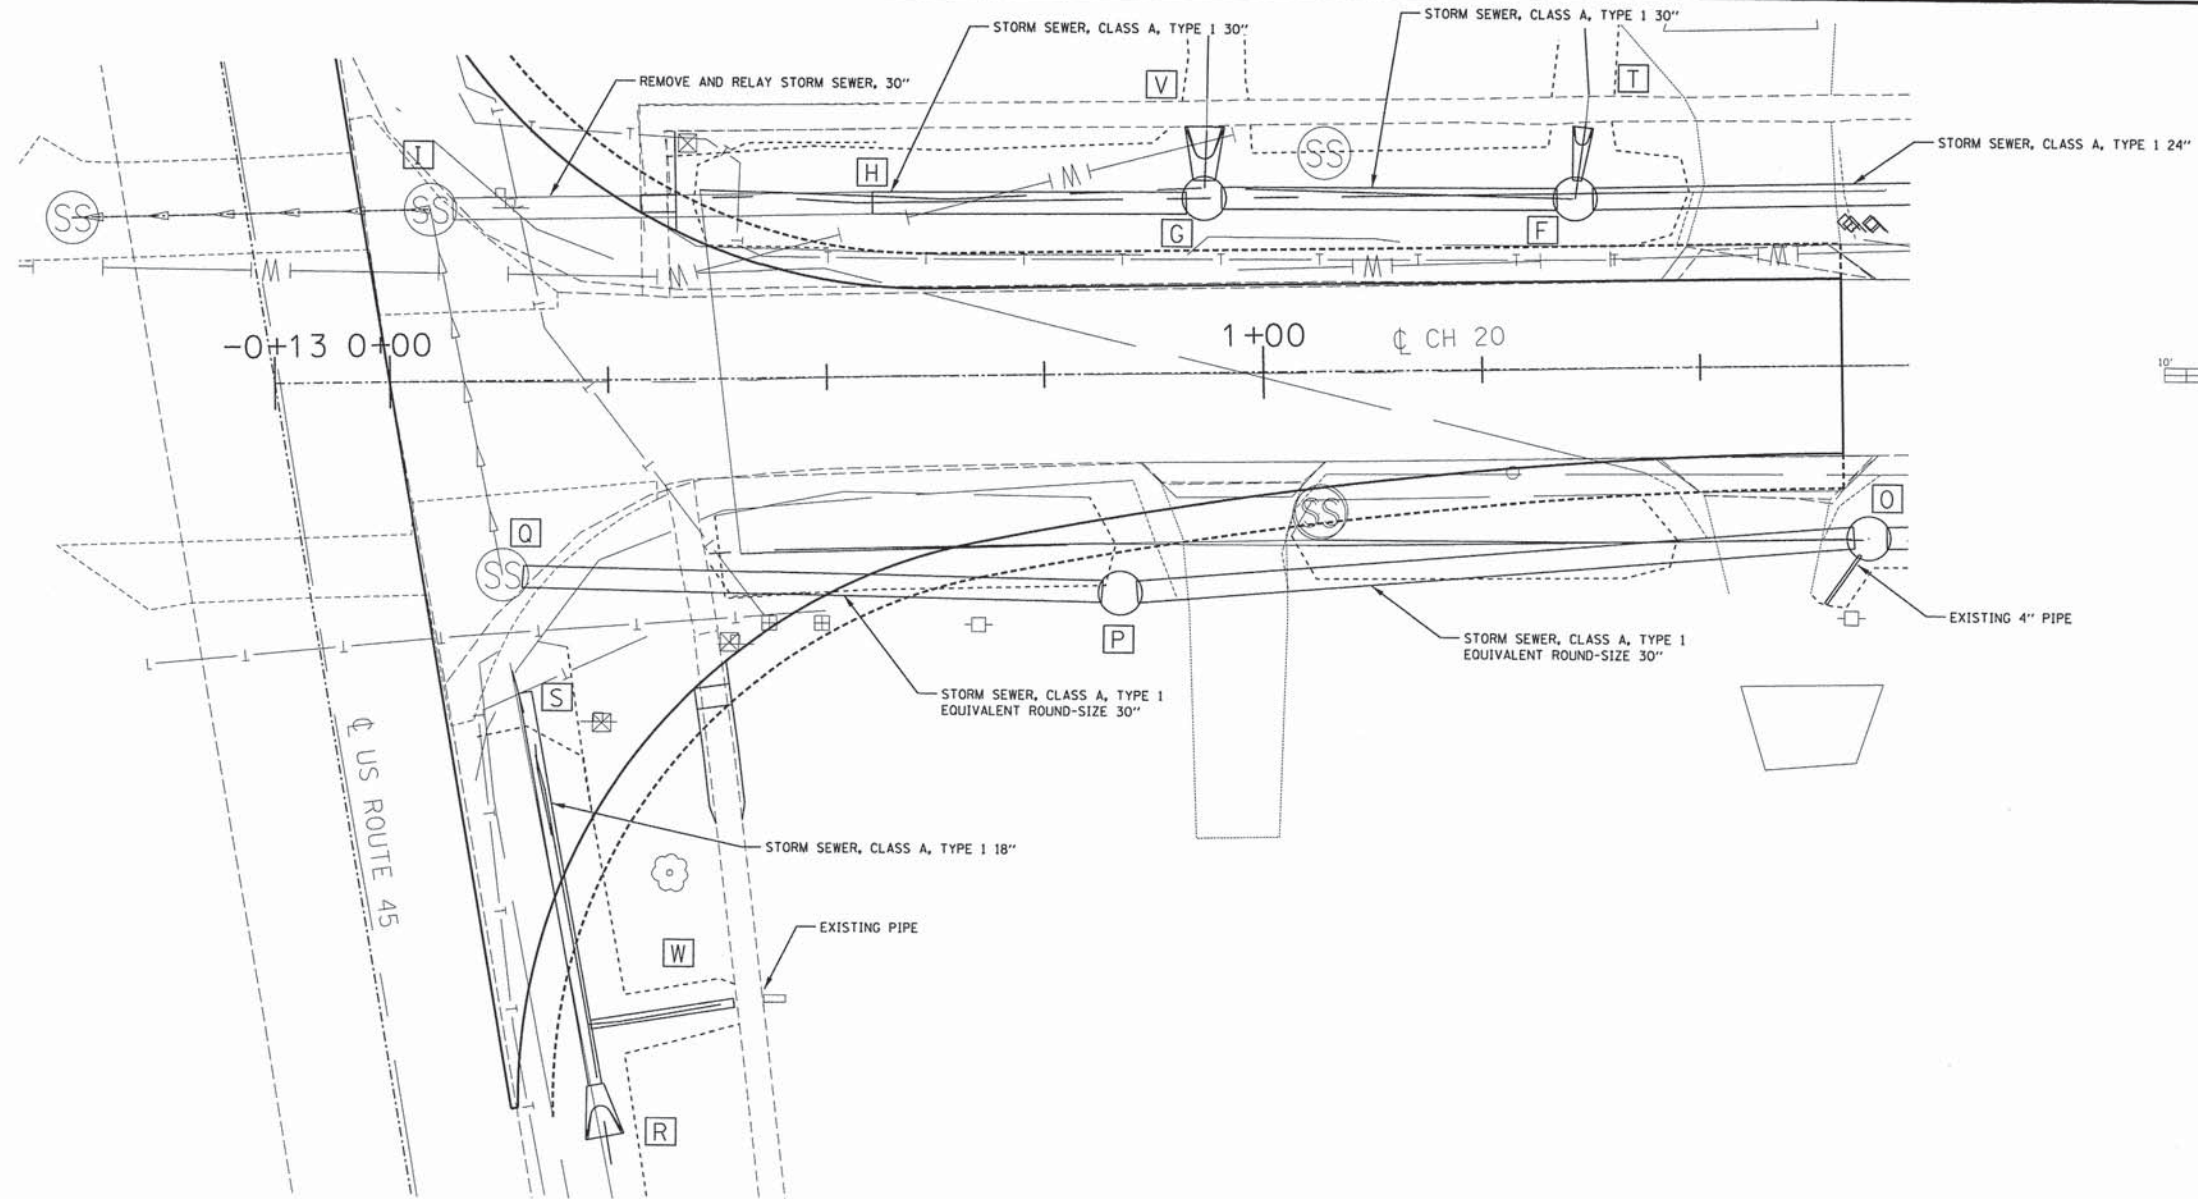 STORM SEWER, CLASS A, TYPE 1 30"
STORM SEWER, CLASS A, TYPE 1 30"
REMOVE AND RELAY STORM SEWER, 30"
V
T
STORM SEWER, CLASS A, TYPE 1 24"
I
H
SS
W
SS
SS
G
F
W
W
W
W
-0+13 0+00
1+00
℄ CH 20
10'
Q
SS
O
SS
P
EXISTING 4" PIPE
STORM SEWER, CLASS A, TYPE 1
EQUIVALENT ROUND-SIZE 30"
S
STORM SEWER, CLASS A, TYPE 1
EQUIVALENT ROUND-SIZE 30"
℄ US ROUTE 45
STORM SEWER, CLASS A, TYPE 1 18"
EXISTING PIPE
W
R